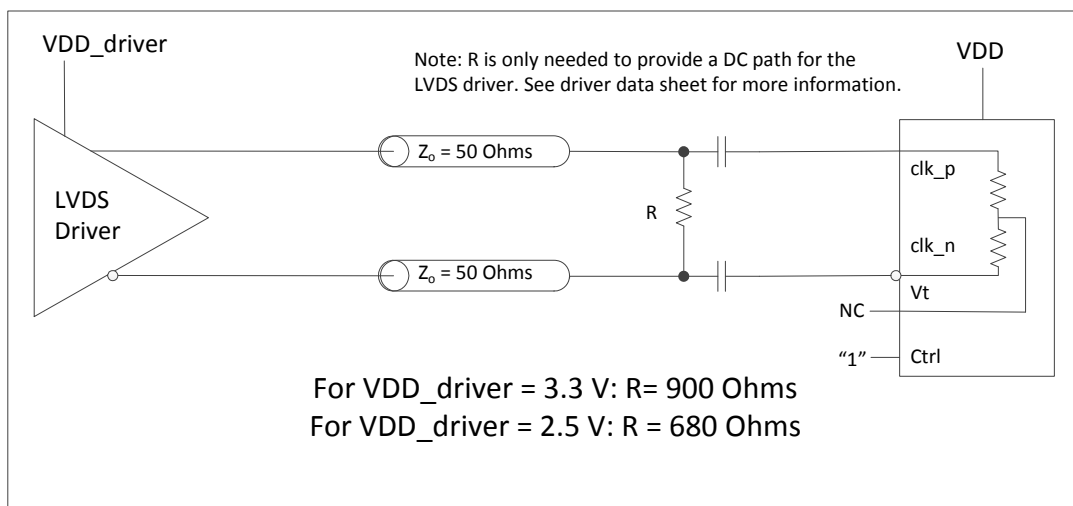 VDD_driver
Note: R is only needed to provide a DC path for the
LVDS driver. See driver data sheet for more information.
VDD
Zo = 50 Ohms
clk_p
LVDS
Driver
R
clk_n
Zo = 50 Ohms
Vt
NC
"1"
Ctrl
For VDD_driver = 3.3 V: R= 900 Ohms
For VDD_driver = 2.5 V: R = 680 Ohms